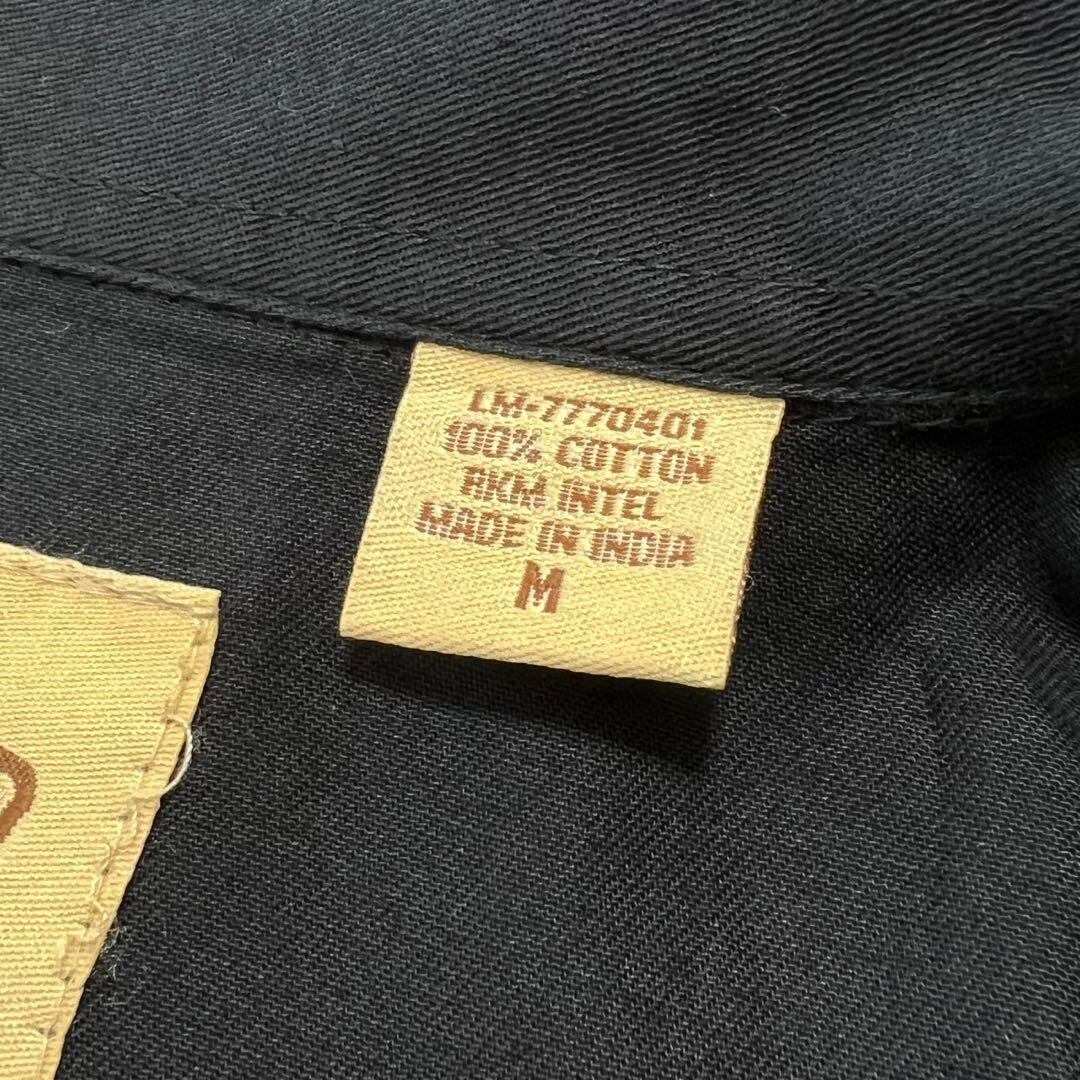 LM-7770401
100% COTTON
RKM INTEL
MADE IN INDIA
M